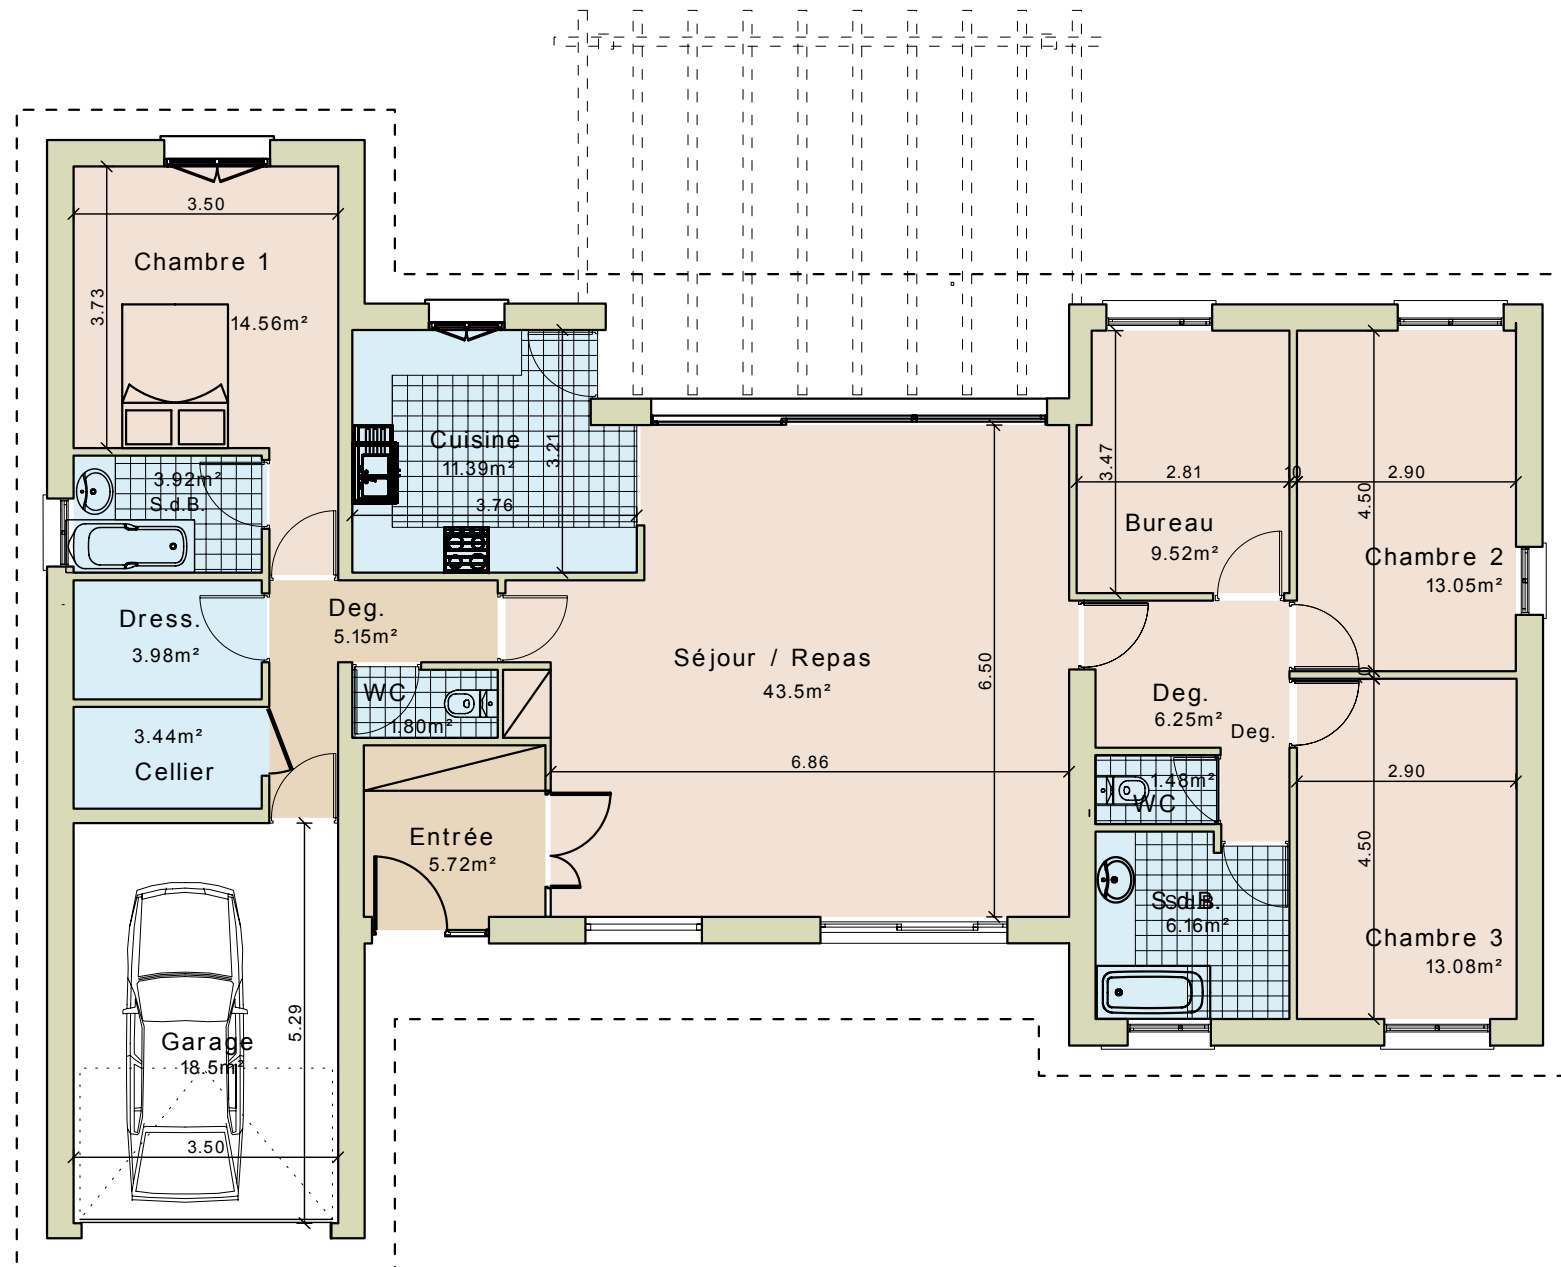 3.50
Chambre 1
3.73
14.56m²
3.92m²
S.d.B.
Dress.
3.98m²
3.44m²
Cellier
Garage
18.5m²
5.29
3.50
Cuisine
11.39m²
3.21
3.76
Deg.
5.15m²
WC
1.80m²
Entrée
5.72m²
Séjour / Repas
43.5m²
6.50
6.86
3.47
2.81
10
Bureau
9.52m²
2.90
4.50
Chambre 2
13.05m²
Deg.
6.25m²
Deg.
1.48m²
WC
S.d.B.
6.16m²
2.90
4.50
Chambre 3
13.08m²